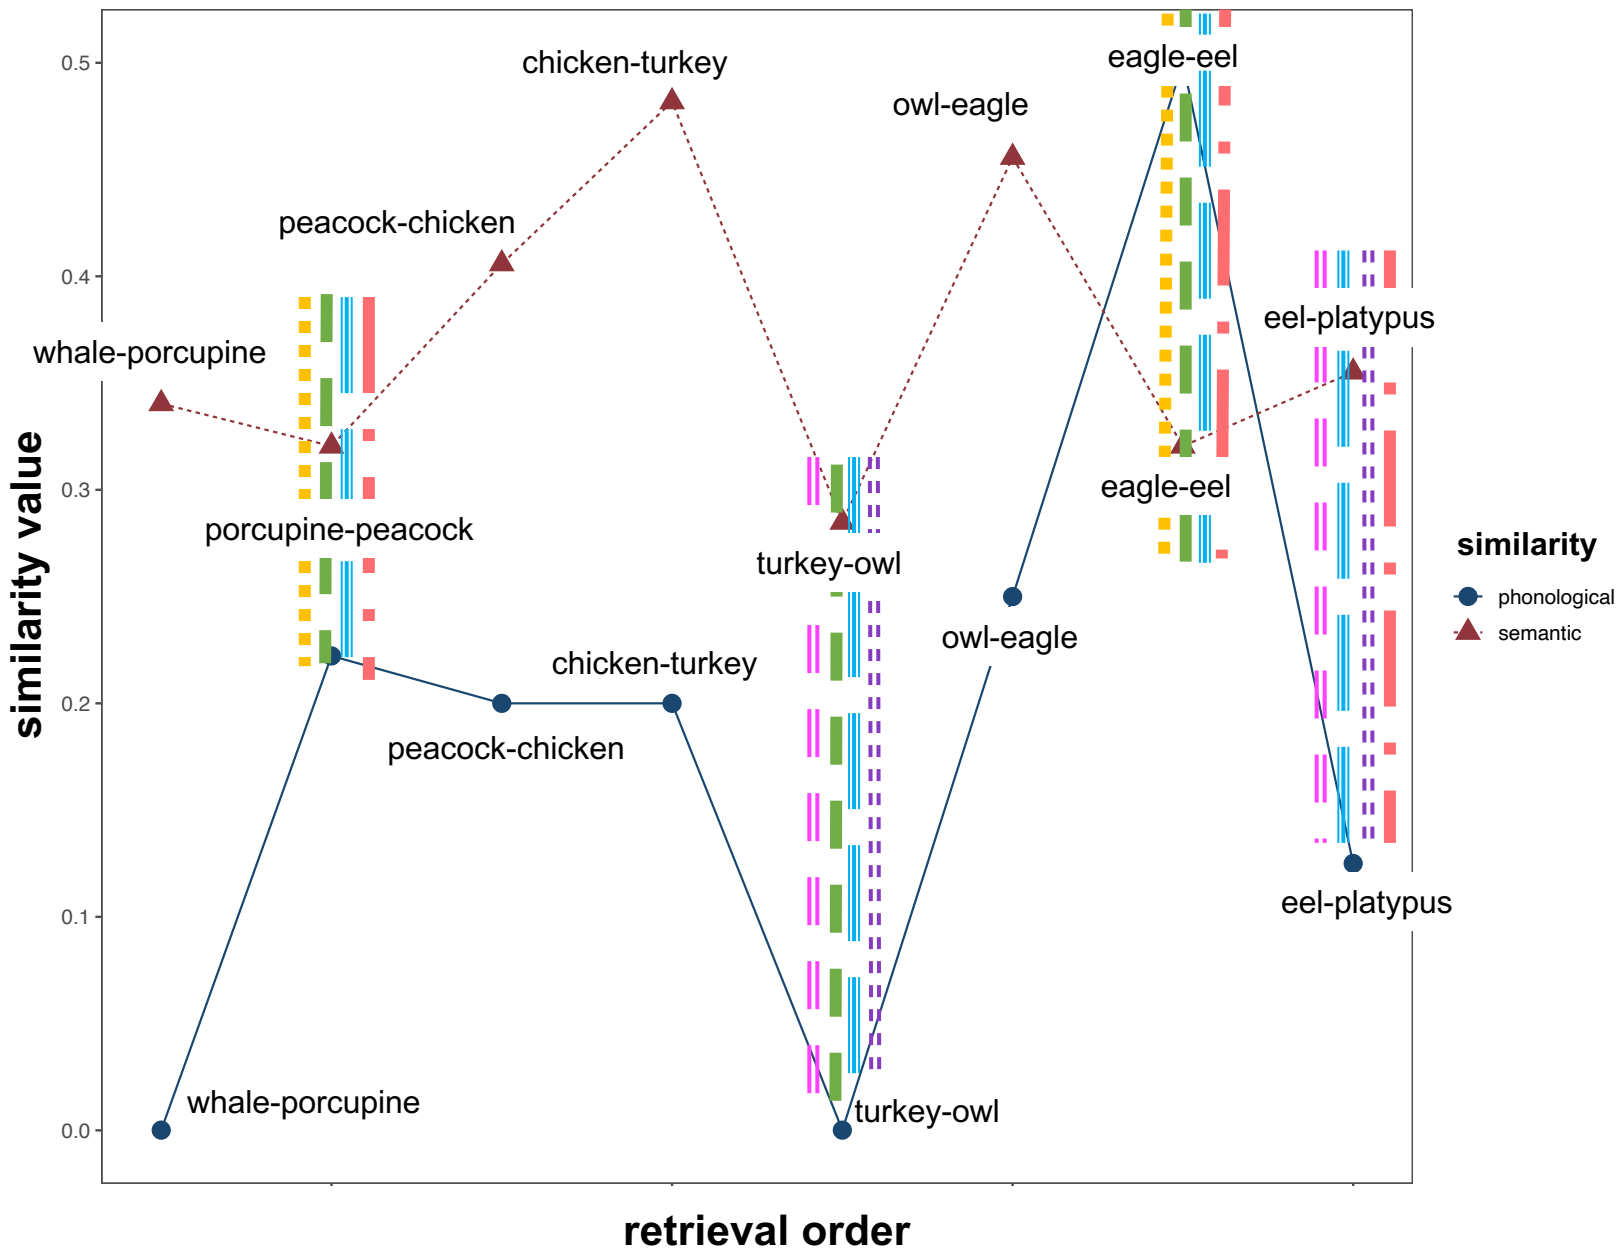 eagle-eel
0.5
chicken-turkey
owl-eagle
peacock-chicken
0.4
eel-platypus
whale-porcupine
0.3
eagle-eel
porcupine-peacock
turkey-owl
similarity
phonological
semantic
owl-eagle
chicken-turkey
0.2
peacock-chicken
eel-platypus
0.1
whale-porcupine
turkey-owl
0.0
similarity value
retrieval order